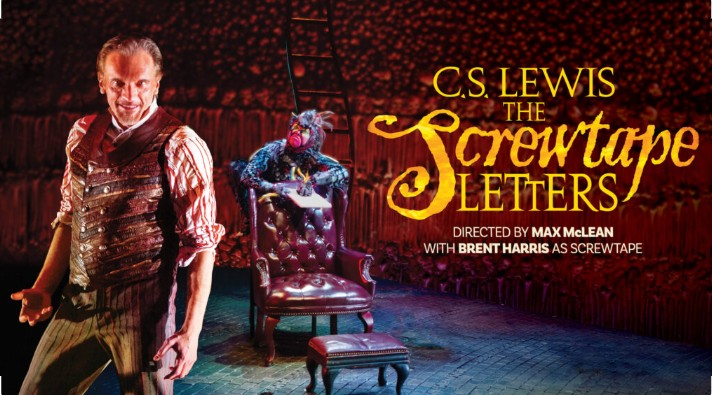 C.S. LEWIS
THE
Screwtape
LETTERS
DIRECTED BY MAX McLEAN
WITH BRENT HARRIS AS SCREWTAPE